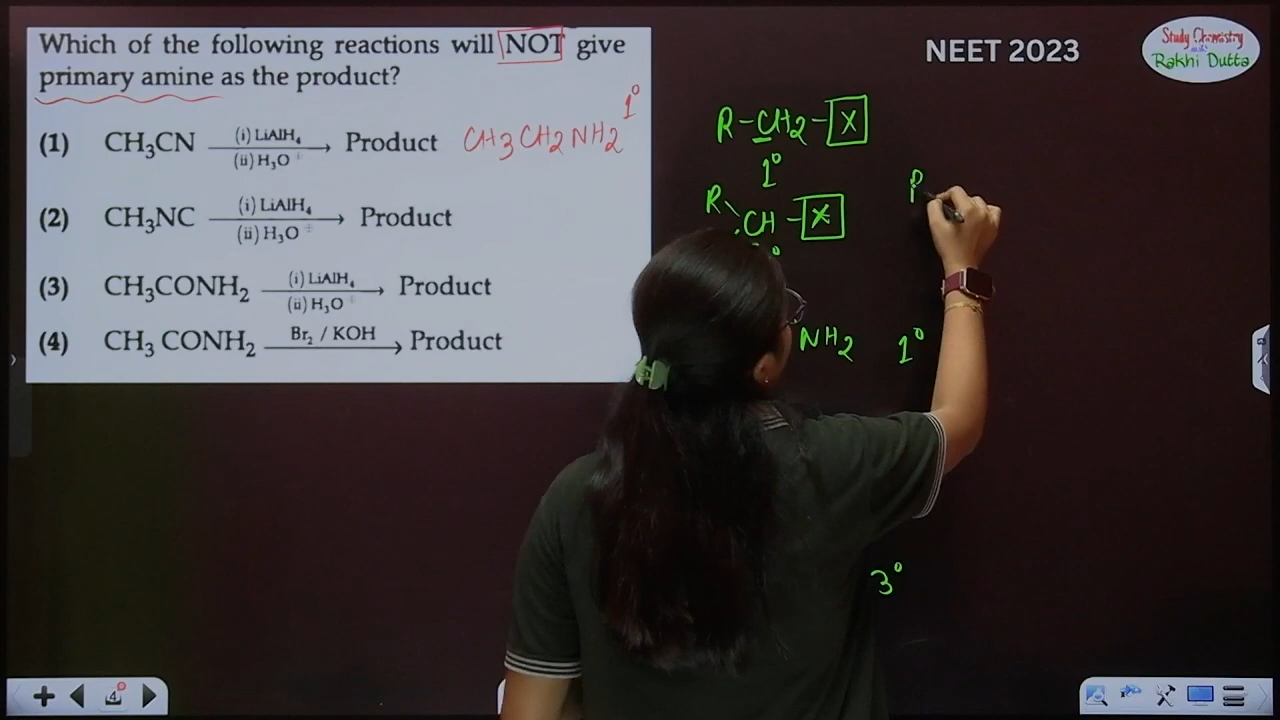 Which of the following reactions will NOT give
primary amine as the product?
(1) CH₃CN (i) LiAlH₄ (ii) H₃O⁺ → Product CH3CH2NH2 1°
(2) CH₃NC (i) LiAlH₄ (ii) H₃O⁺ → Product
(3) CH₃CONH₂ (i) LiAlH₄ (ii) H₃O⁺ → Product
(4) CH₃ CONH₂ Br₂ / KOH → Product
NEET 2023
Study Chemistry
with
Rakhi Dutta
R-CH2-X
1°
R
CH-X
NH2 1°
3°
4